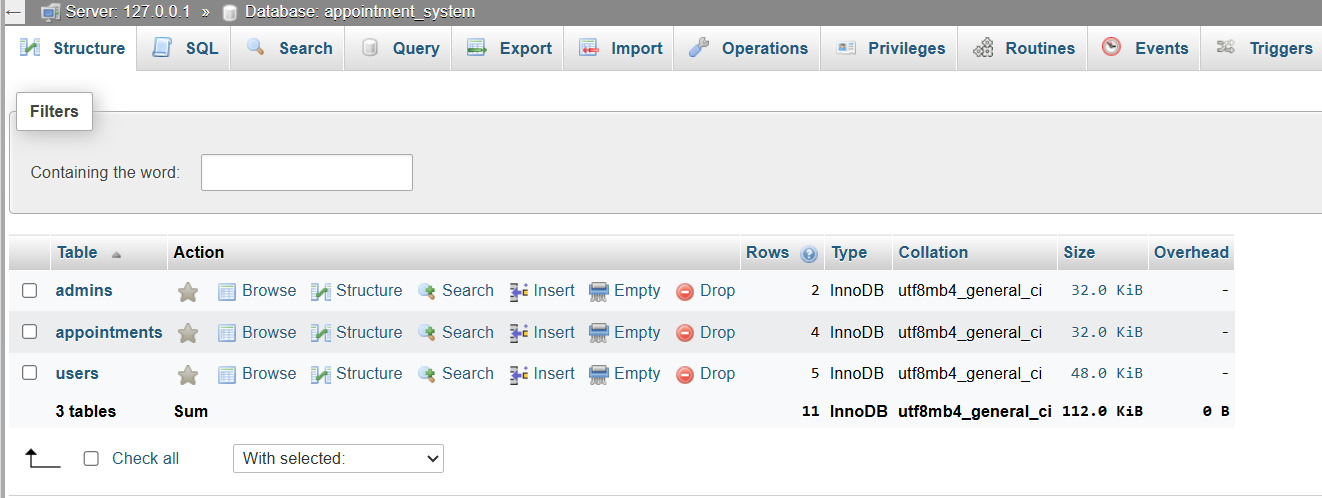 Server: 127.0.0.1 » Database: appointment_system
Structure SQL Search Query Export Import Operations Privileges Routines Events Triggers
Filters
Containing the word:
Table Action Rows Type Collation Size Overhead
admins Browse Structure Search Insert Empty Drop 2 InnoDB utf8mb4_general_ci 32.0 KiB -
appointments Browse Structure Search Insert Empty Drop 4 InnoDB utf8mb4_general_ci 32.0 KiB -
users Browse Structure Search Insert Empty Drop 5 InnoDB utf8mb4_general_ci 48.0 KiB -
3 tables Sum 11 InnoDB utf8mb4_general_ci 112.0 KiB 0 B
Check all With selected: